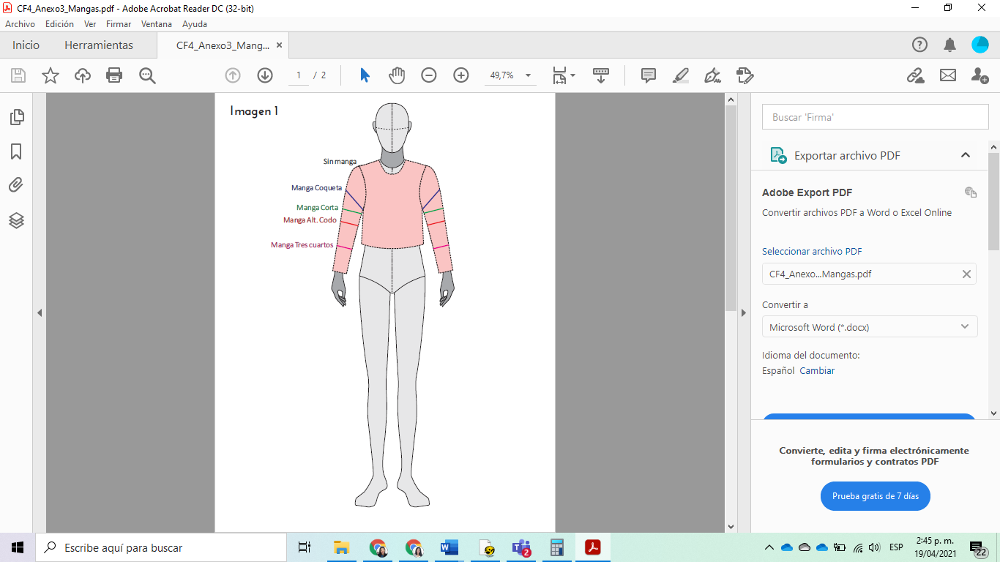 CF4_Anexo3_Mangas.pdf - Adobe Acrobat Reader DC (32-bit)
Archivo Edición Ver Firmar Ventana Ayuda
Inicio Herramientas CF4_Anexo3_Mang... ×
1 / 2 49,7%
Imagen 1
Sin manga
Manga Coqueta
Manga Corta
Manga Alt. Codo
Manga Tres cuartos
Buscar 'Firma'
Exportar archivo PDF
Adobe Export PDF
Convertir archivos PDF a Word o Excel Online
Seleccionar archivo PDF
CF4_Anexo...Mangas.pdf
Convertir a
Microsoft Word (*.docx)
Idioma del documento:
Español Cambiar
Convierte, edita y firma electrónicamente
formularios y contratos PDF
Prueba gratis de 7 días
Escribe aquí para buscar
2
ESP
2:45 p. m.
19/04/2021
22